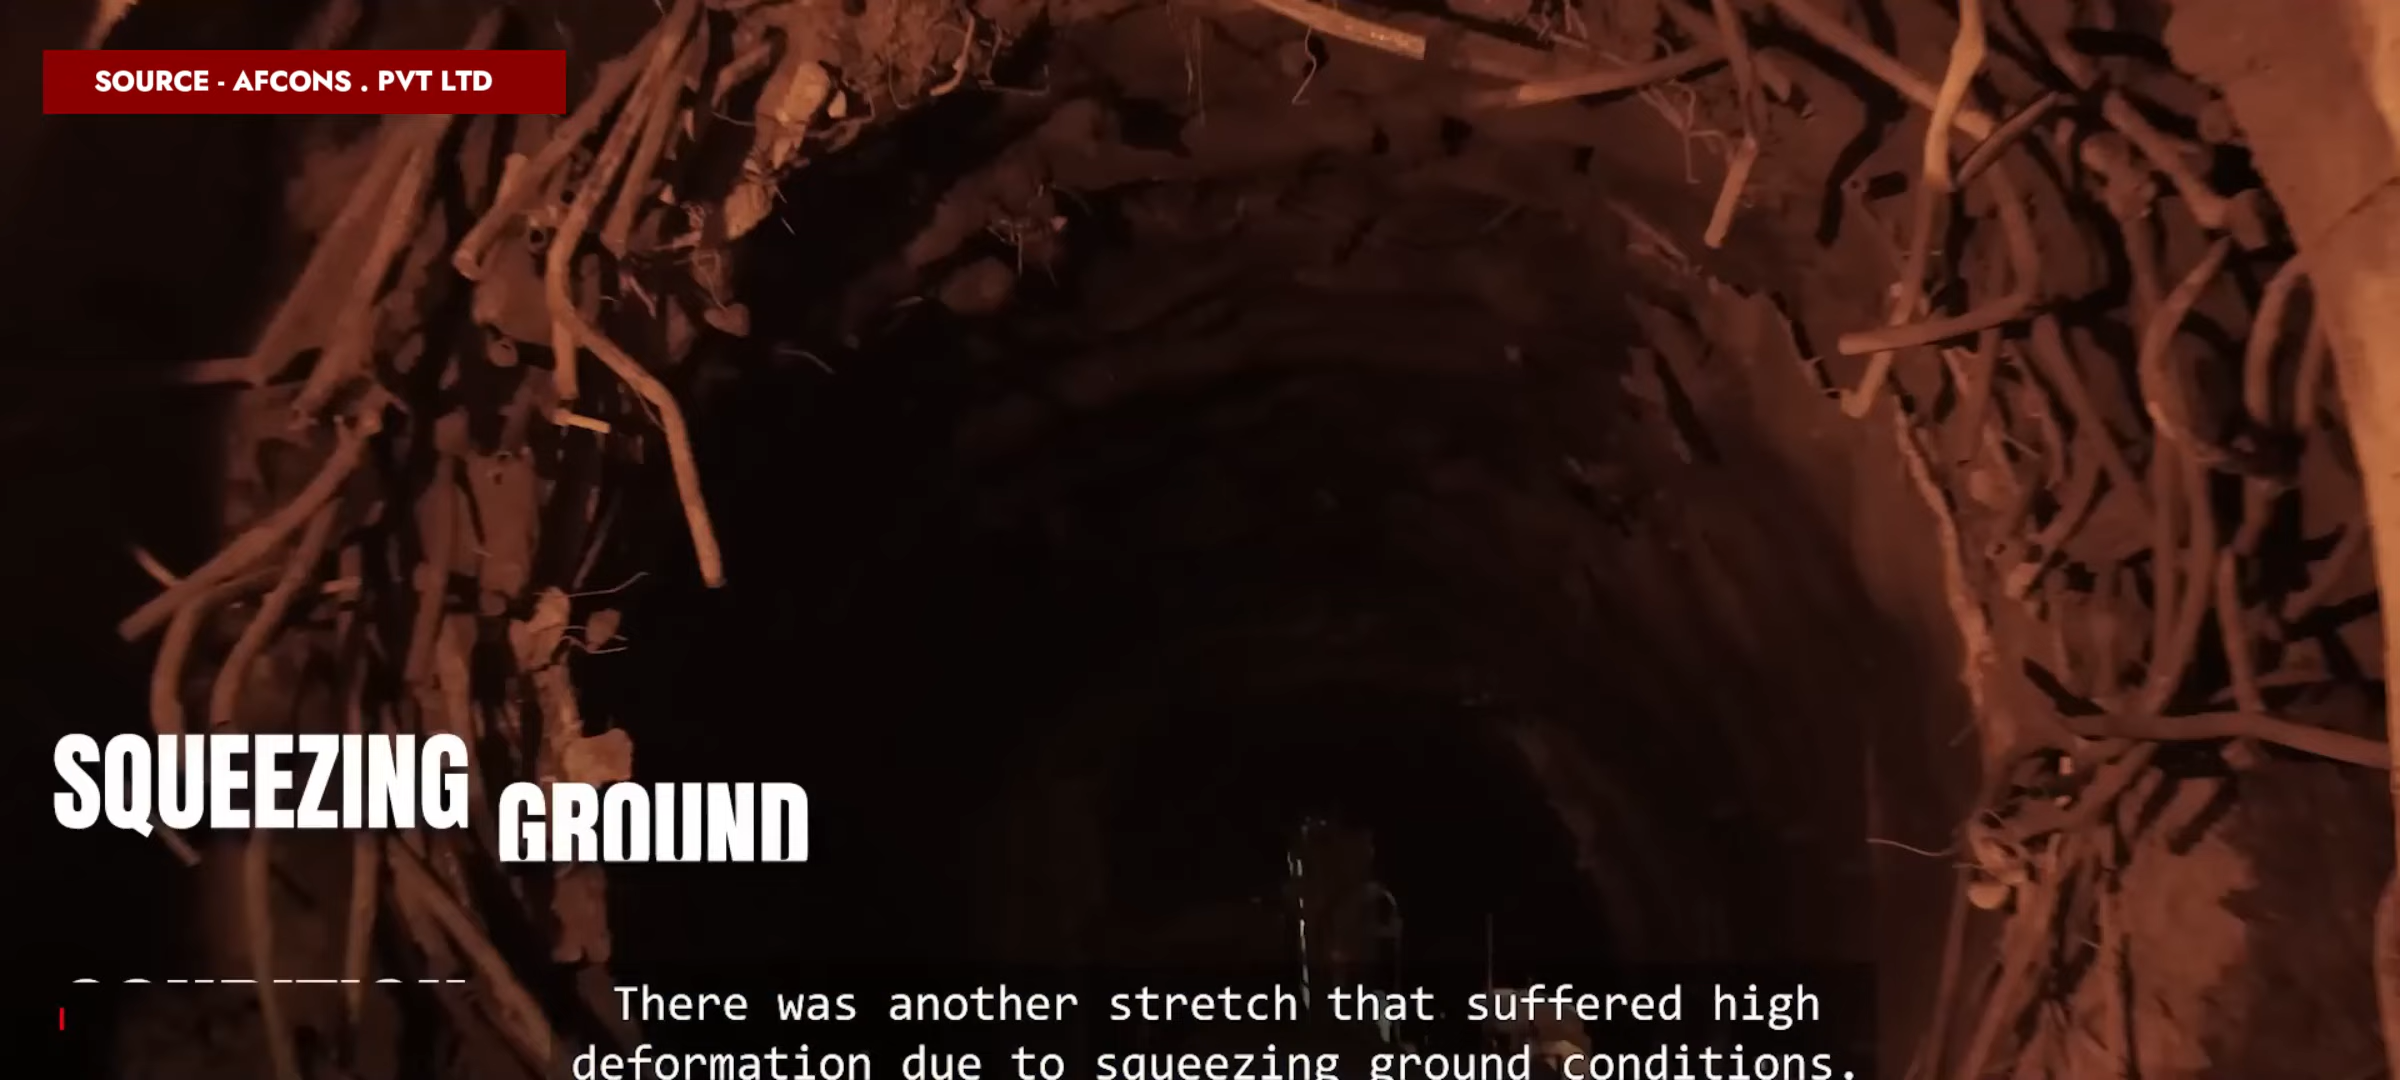 SOURCE - AFCONS . PVT LTD
SQUEEZING GROUND
There was another stretch that suffered high
deformation due to squeezing ground conditions.